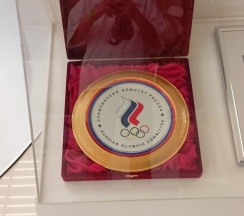 ОЛИМПИЙСКИЙ КОМИТЕТ РОССИИ
RUSSIAN OLYMPIC COMMITTEE